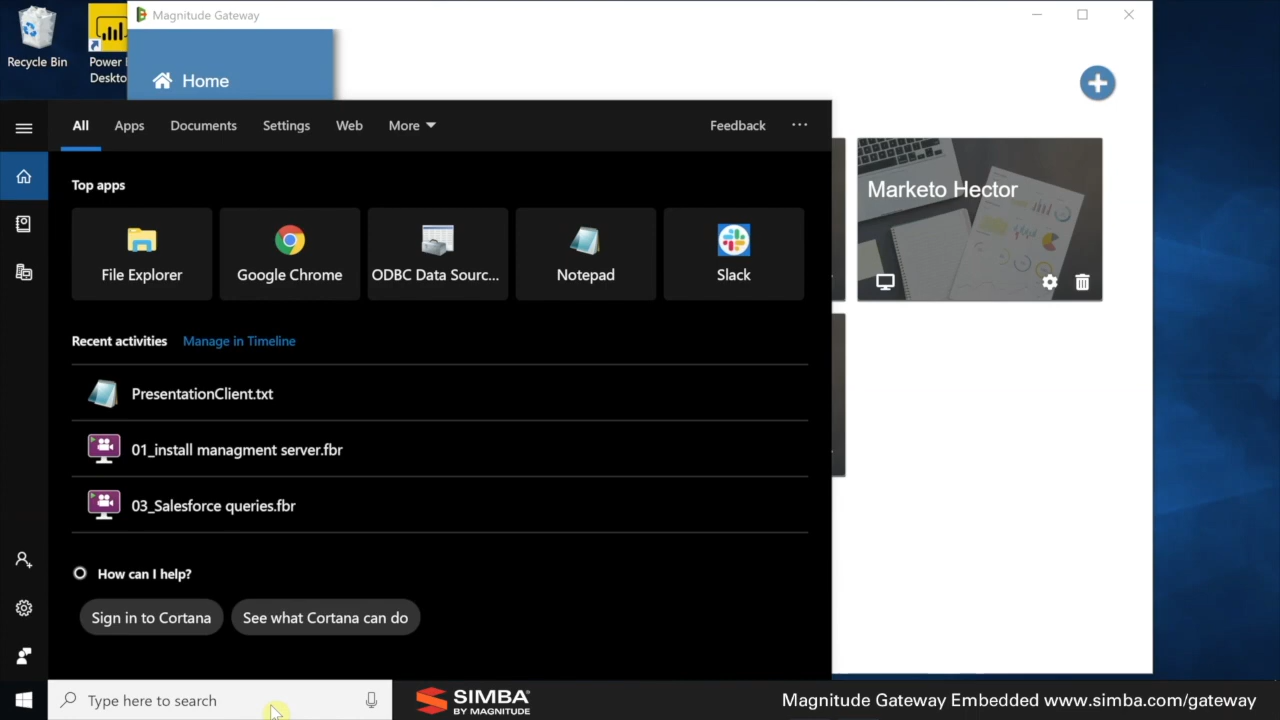 Recycle Bin
Power
Deskto
Magnitude Gateway
Home
All Apps Documents Settings Web More Feedback
Top apps
File Explorer
Google Chrome
ODBC Data Sourc...
Notepad
Slack
Marketo Hector
Recent activities Manage in Timeline
PresentationClient.txt
01_install managment server.fbr
03_Salesforce queries.fbr
How can I help?
Sign in to Cortana See what Cortana can do
Type here to search
SIMBA
BY MAGNITUDE
Magnitude Gateway Embedded www.simba.com/gateway